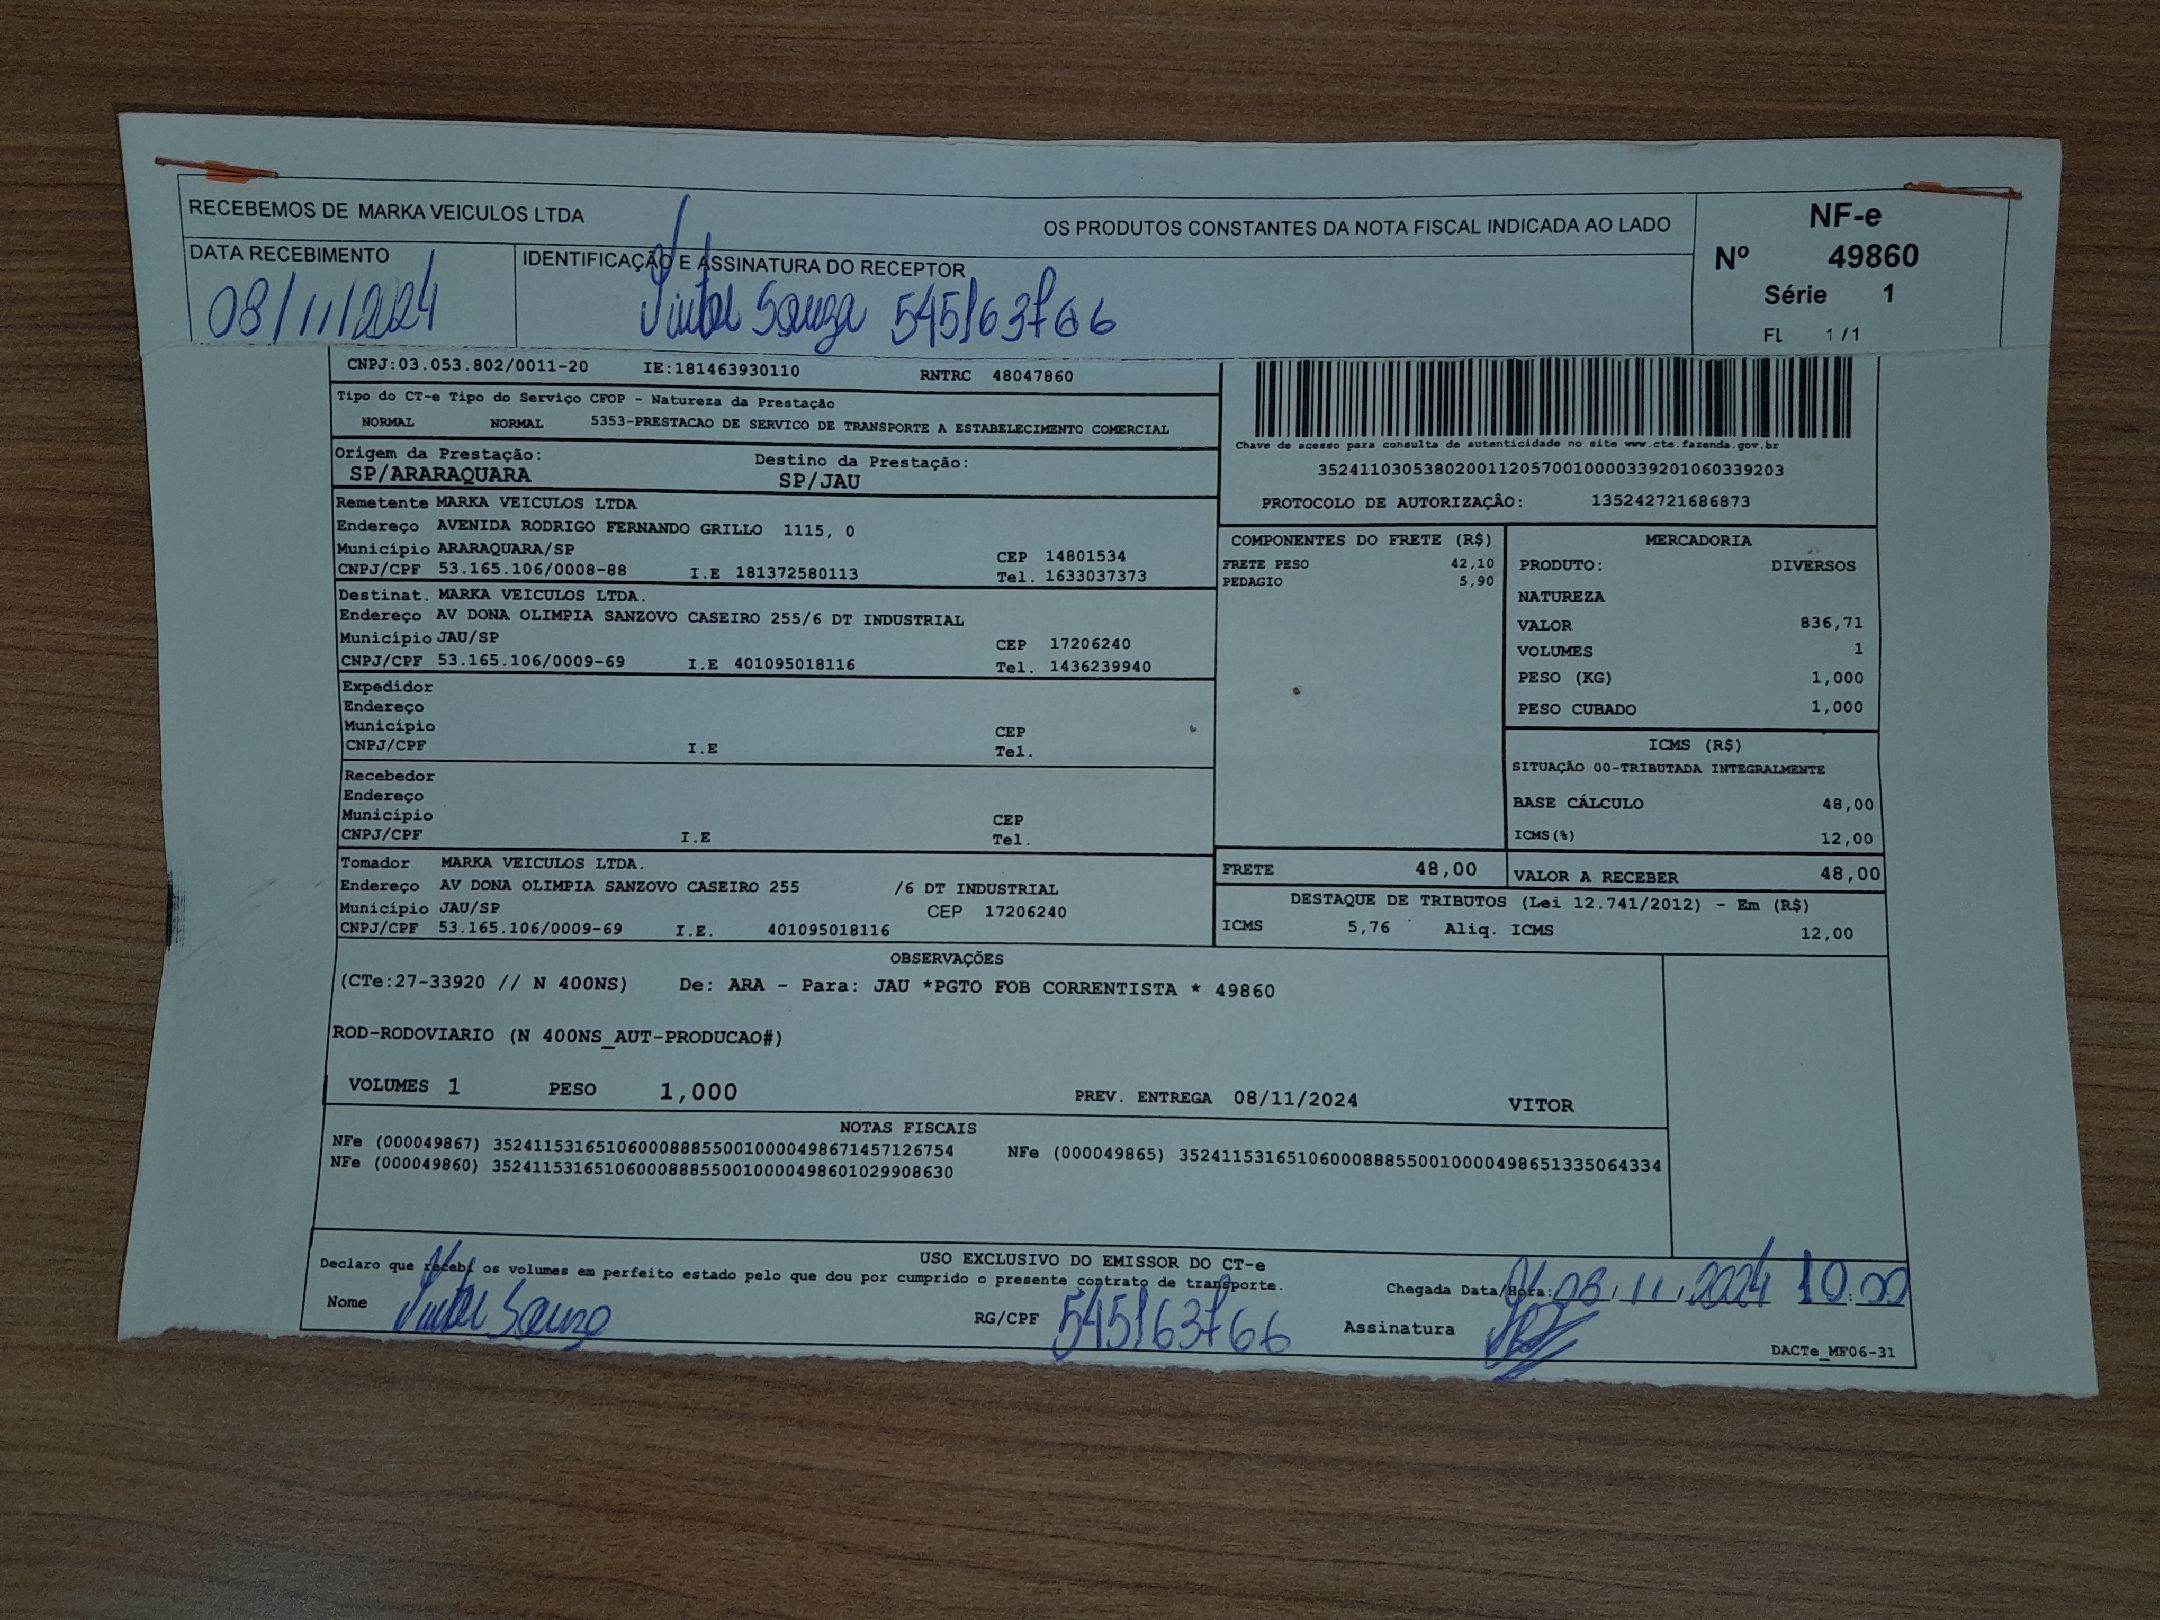 RECEBEMOS DE MARKA VEICULOS LTDA OS PRODUTOS CONSTANTES DA NOTA FISCAL INDICADA AO LADO
NF-e
Nº 49860
Série 1
FL 1 / 1
DATA RECEBIMENTO
08/11/2024
IDENTIFICAÇÃO E ASSINATURA DO RECEPTOR
Souza 545163766
CNPJ:03.053.802/0011-20 IE:181463930110 RNTRC 48047860
Tipo do CT-e Tipo do Serviço CFOP - Natureza da Prestação
NORMAL NORMAL 5353-PRESTACAO DE SERVICO DE TRANSPORTE A ESTABELECIMENTO COMERCIAL
Origem da Prestação: Destino da Prestação:
SP/ARARAQUARA SP/JAU
Chave de acesso para consulta de autenticidade no site www.cte.fazenda.gov.br
35241103053802001120570010000339201060339203
PROTOCOLO DE AUTORIZAÇÂO: 135242721686873
Remetente MARKA VEICULOS LTDA
Endereço AVENIDA RODRIGO FERNANDO GRILLO 1115, 0
Município ARARAQUARA/SP CEP 14801534
CNPJ/CPF 53.165.106/0008-88 I.E 181372580113 Tel. 1633037373
Destinat. MARKA VEICULOS LTDA.
Endereço AV DONA OLIMPIA SANZOVO CASEIRO 255/6 DT INDUSTRIAL
Município JAU/SP CEP 17206240
CNPJ/CPF 53.165.106/0009-69 I.E 401095018116 Tel. 1436239940
Expedidor
Endereço
Município CEP
CNPJ/CPF I.E Tel.
Recebedor
Endereço
Município CEP
CNPJ/CPF I.E Tel.
Tomador MARKA VEICULOS LTDA.
Endereço AV DONA OLIMPIA SANZOVO CASEIRO 255 /6 DT INDUSTRIAL
Município JAU/SP CEP 17206240
CNPJ/CPF 53.165.106/0009-69 I.E. 401095018116
COMPONENTES DO FRETE (R$)
FRETE PESO 42,10
PEDAGIO 5,90
MERCADORIA
PRODUTO: DIVERSOS
NATUREZA
VALOR 836,71
VOLUMES 1
PESO (KG) 1,000
PESO CUBADO 1,000
ICMS (R$)
SITUAÇÃO 00-TRIBUTADA INTEGRALMENTE
BASE CÁLCULO 48,00
ICMS(%) 12,00
FRETE 48,00 VALOR A RECEBER 48,00
DESTAQUE DE TRIBUTOS (Lei 12.741/2012) - Em (R$)
ICMS 5,76 Aliq. ICMS 12,00
OBSERVAÇÕES
(CTe:27-33920 // N 400NS) De: ARA - Para: JAU *PGTO FOB CORRENTISTA * 49860
ROD-RODOVIARIO (N 400NS_AUT-PRODUCAO#)
VOLUMES 1 PESO 1,000 PREV. ENTREGA 08/11/2024 VITOR
NOTAS FISCAIS
NFe (000049867) 35241153165106000888550010000498671457126754 NFe (000049865) 35241153165106000888550010000498651335064334
NFe (000049860) 35241153165106000888550010000498601029908630
USO EXCLUSIVO DO EMISSOR DO CT-e
Declaro que recebi os volumes em perfeito estado pelo que dou por cumprido o presente contrato de transporte.
Chegada Data/Hora: 08/11/2024 10:00
Nome Souza RG/CPF 545163766 Assinatura
DACTe_MF06-31